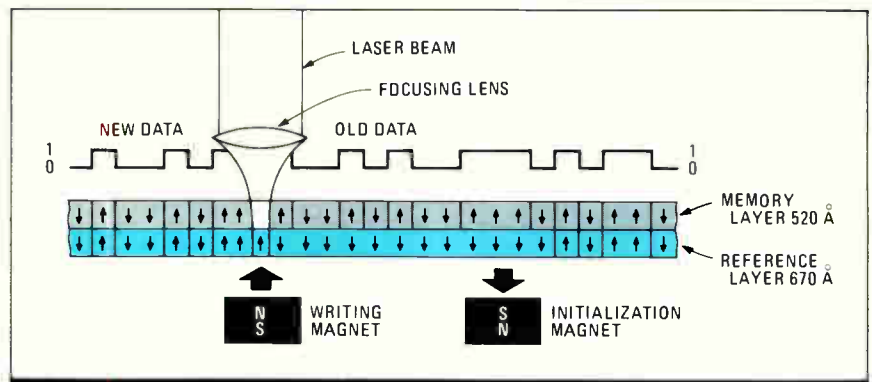 LASER BEAM
FOCUSING LENS
NEW DATA
OLD DATA
1
0
1
0
MEMORY
LAYER 520 Å
REFERENCE
LAYER 670 Å
N
S
WRITING
MAGNET
S
N
INITIALIZATION
MAGNET